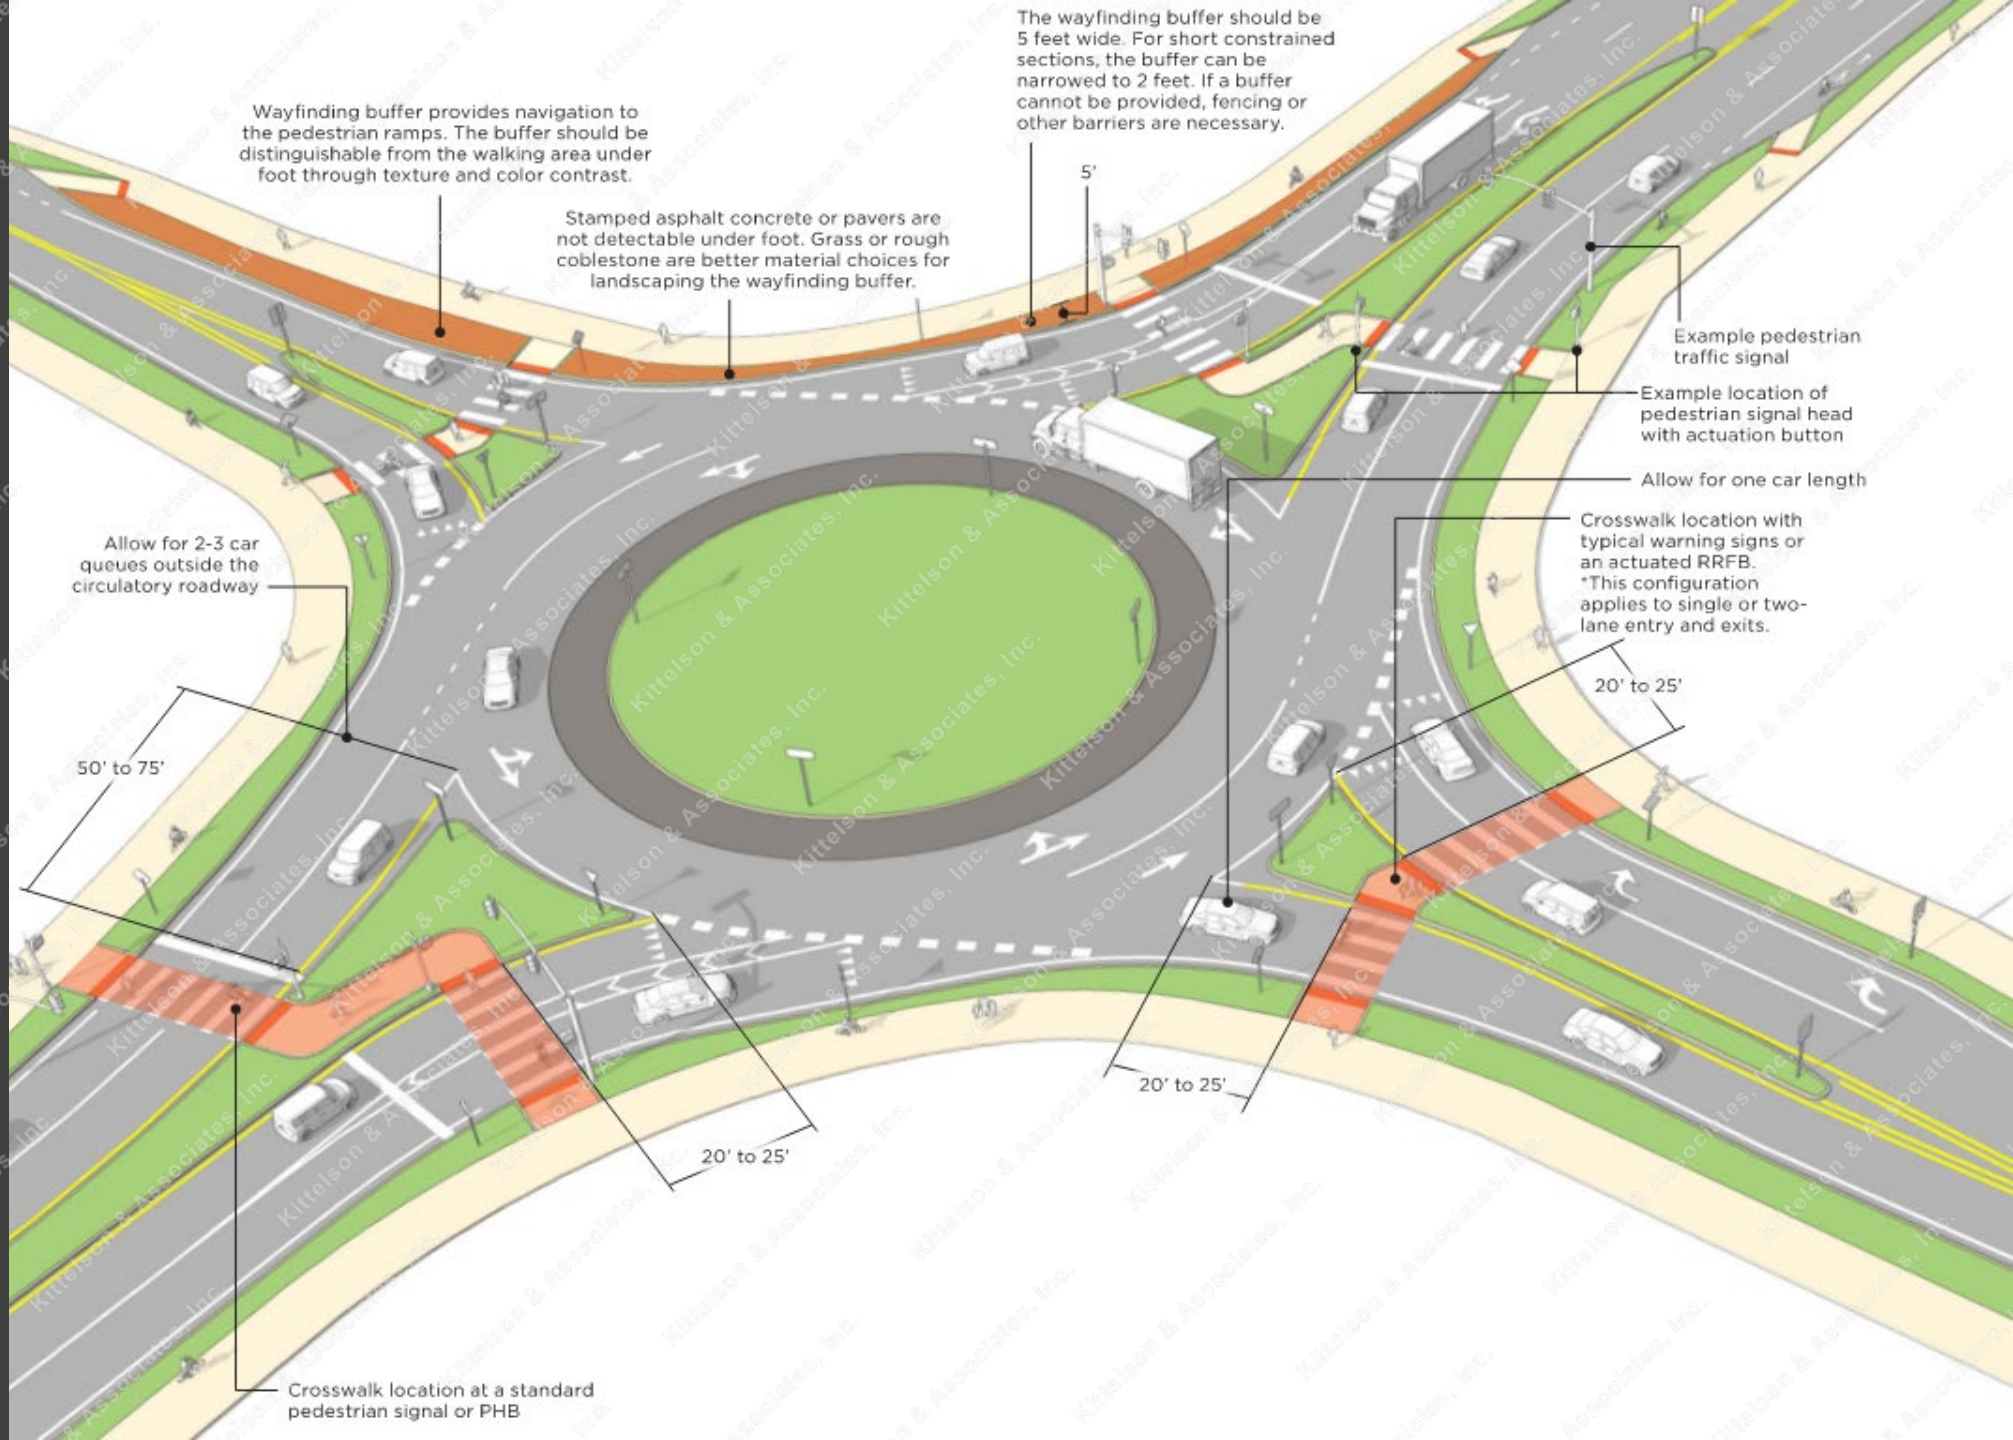 The wayfinding buffer should be
5 feet wide. For short constrained
sections, the buffer can be
narrowed to 2 feet. If a buffer
cannot be provided, fencing or
other barriers are necessary.
Wayfinding buffer provides navigation to
the pedestrian ramps. The buffer should be
distinguishable from the walking area under
foot through texture and color contrast.
5'
Stamped asphalt concrete or pavers are
not detectable under foot. Grass or rough
coblestone are better material choices for
landscaping the wayfinding buffer.
Example pedestrian
traffic signal
Example location of
pedestrian signal head
with actuation button
Allow for one car length
Crosswalk location with
typical warning signs or
an actuated RRFB.
*This configuration
applies to single or two-
lane entry and exits.
Allow for 2-3 car
queues outside the
circulatory roadway
20' to 25'
50' to 75'
20' to 25'
20' to 25'
Crosswalk location at a standard
pedestrian signal or PHB
Kittelson & Associates, Inc.